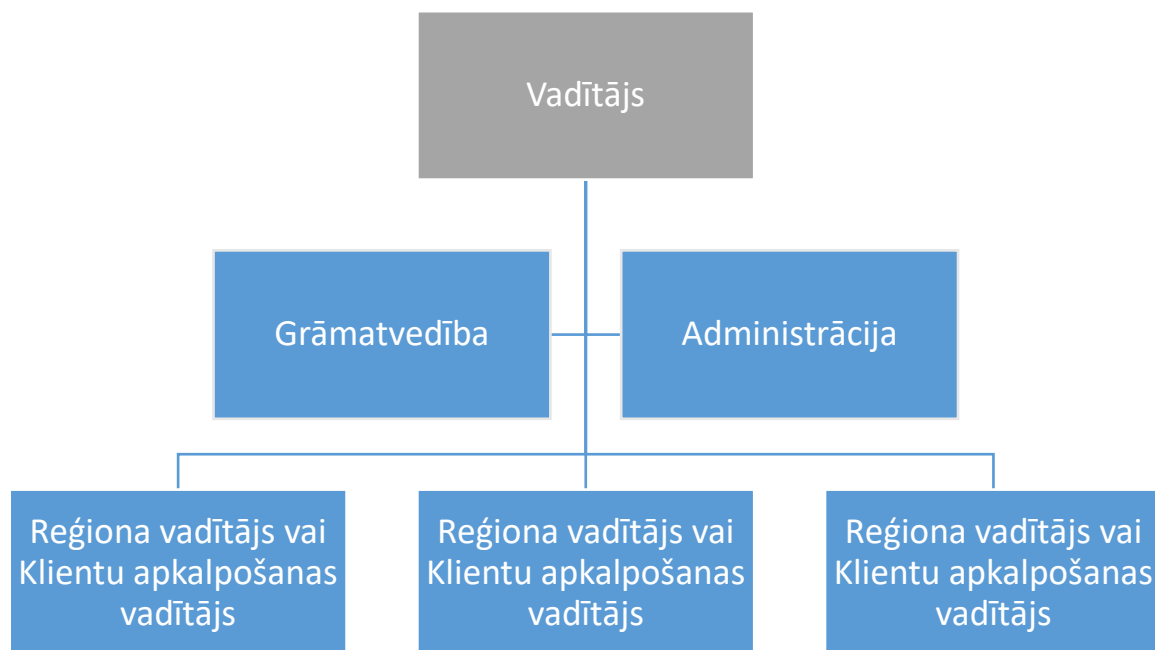 Vadītājs
Grāmatvedība
Administrācija
Reģiona vadītājs vai
Klientu apkalpošanas
vadītājs
Reģiona vadītājs vai
Klientu apkalpošanas
vadītājs
Reģiona vadītājs vai
Klientu apkalpošanas
vadītājs